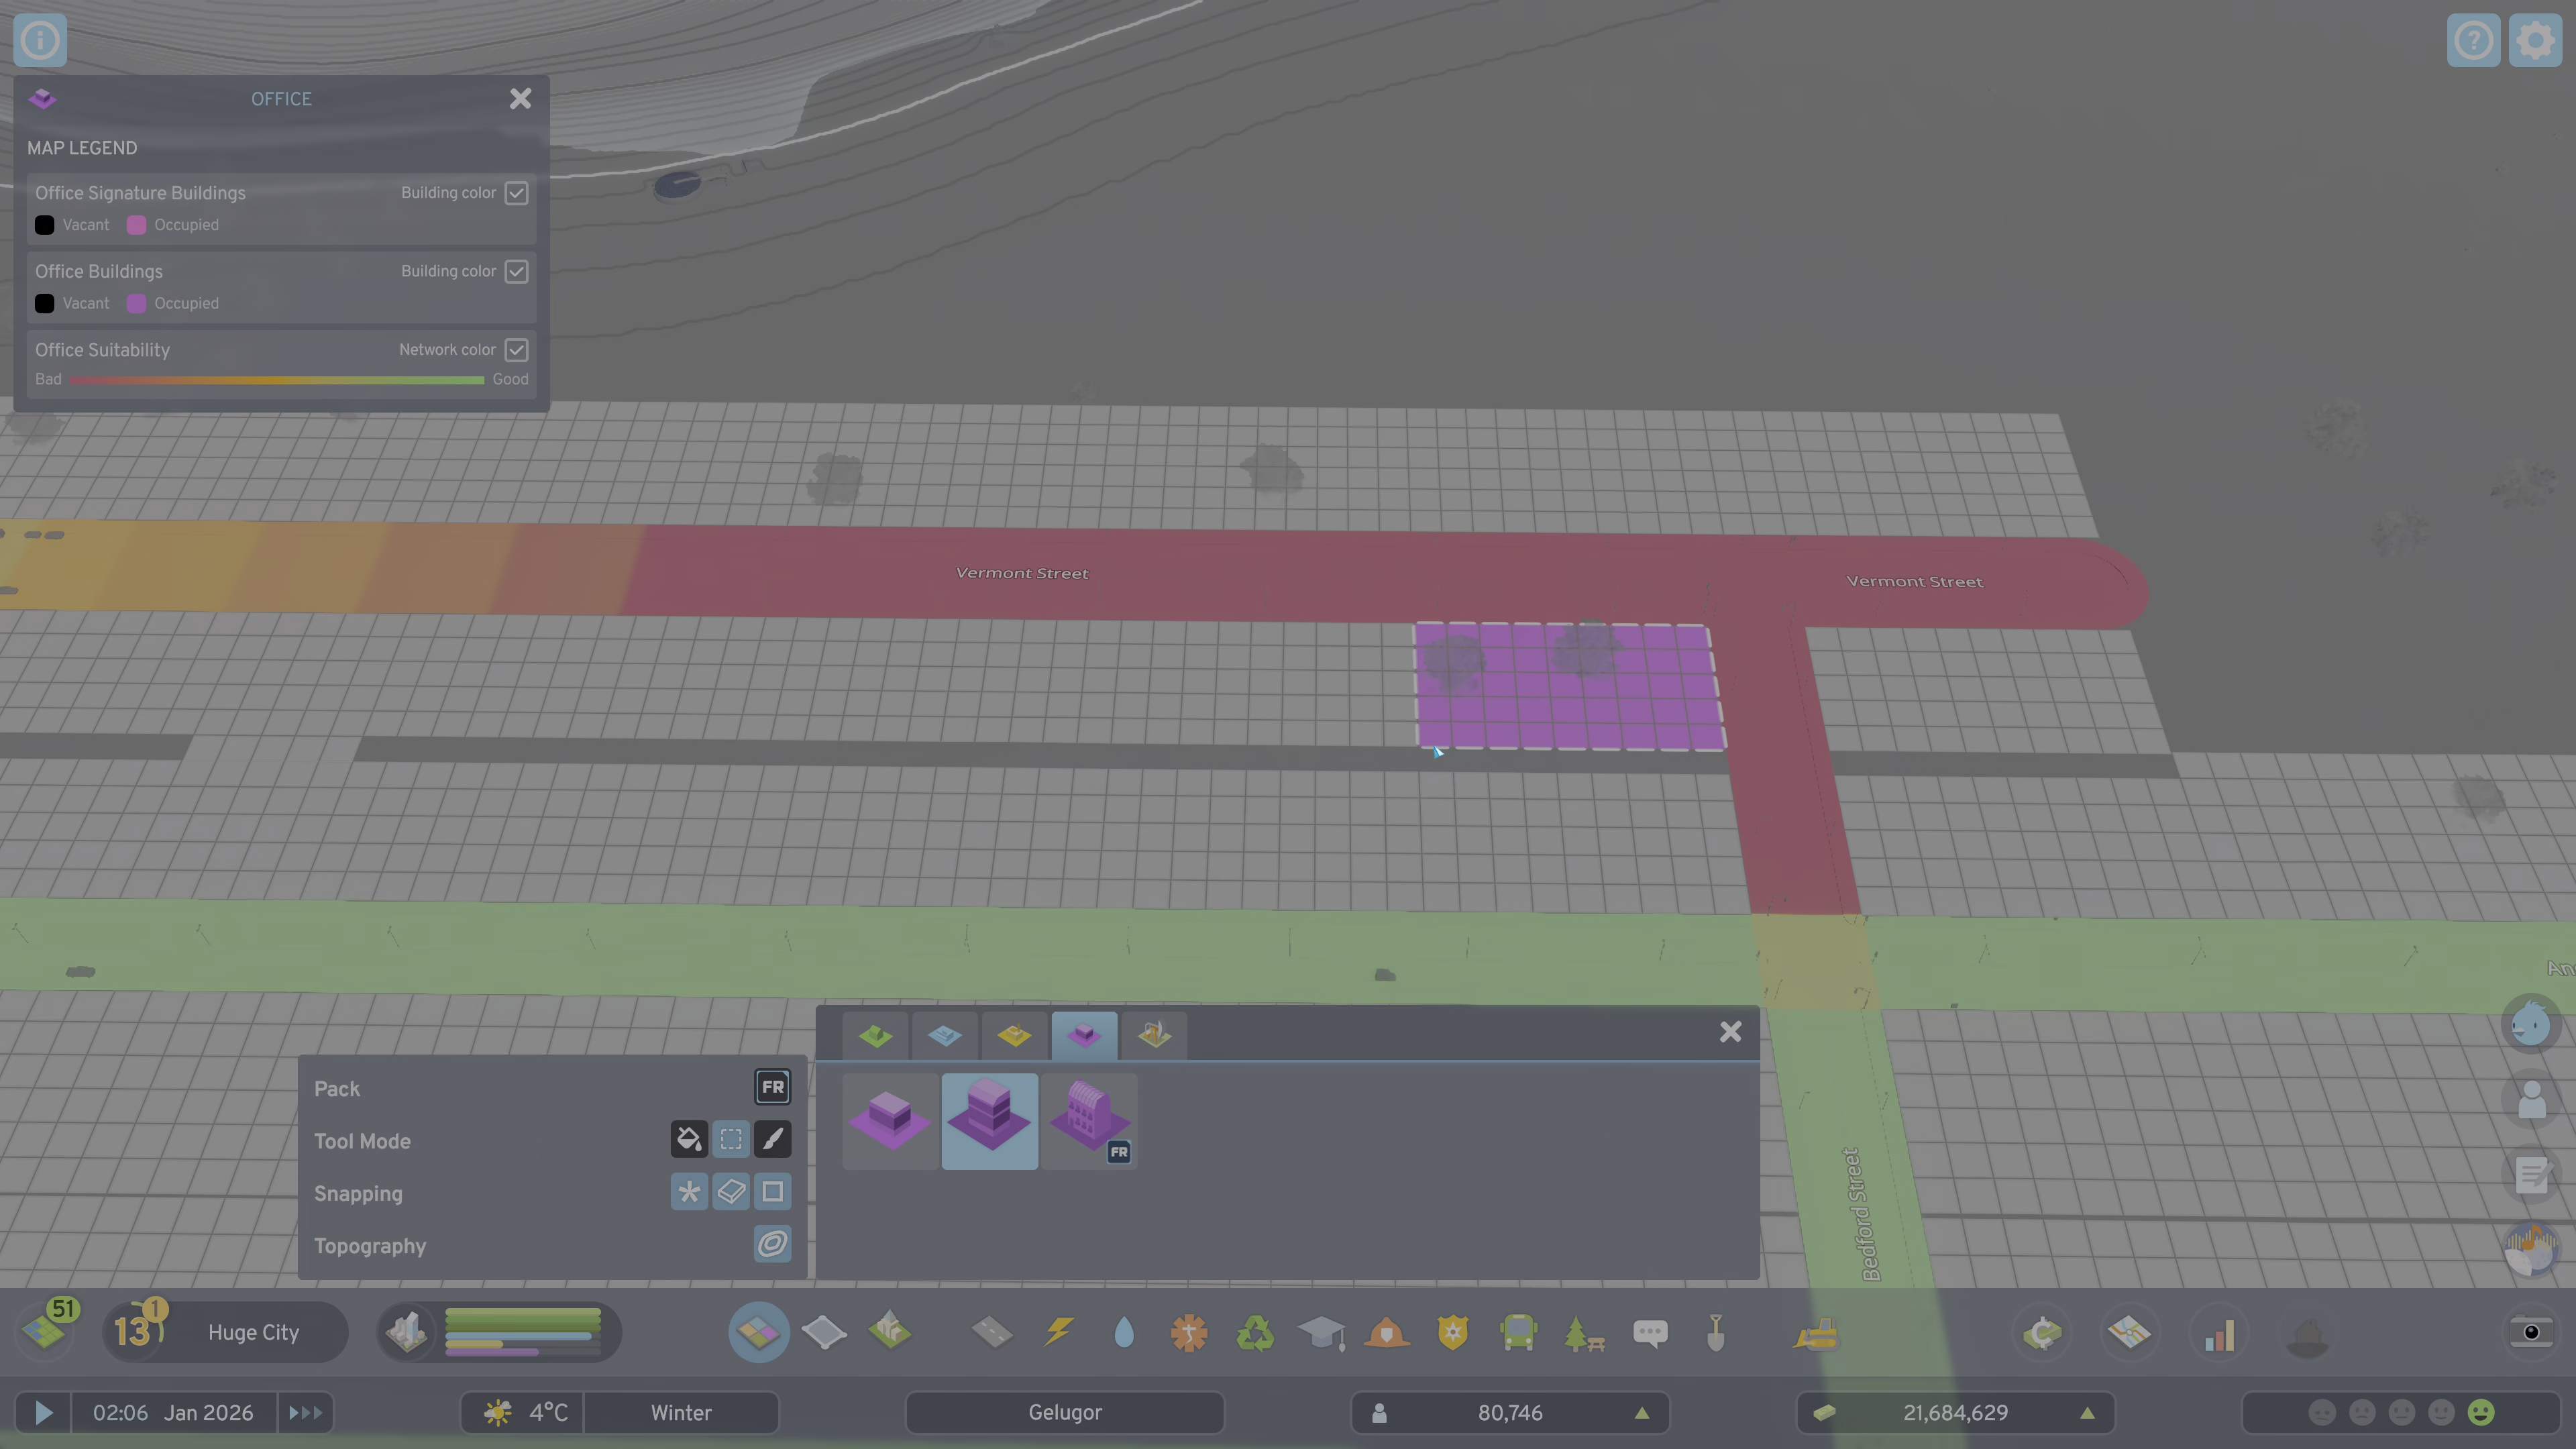 OFFICE
MAP LEGEND
Office Signature Buildings
Building color
Vacant
Occupied
Office Buildings
Building color
Vacant
Occupied
Office Suitability
Network color
Bad
Good
Vermont Street
Vermont Street
An
Bedford Street
Pack
FR
Tool Mode
Snapping
Topography
FR
51
13
1
Huge City
02:06 Jan 2026
4°C
Winter
Gelugor
80,746
21,684,629